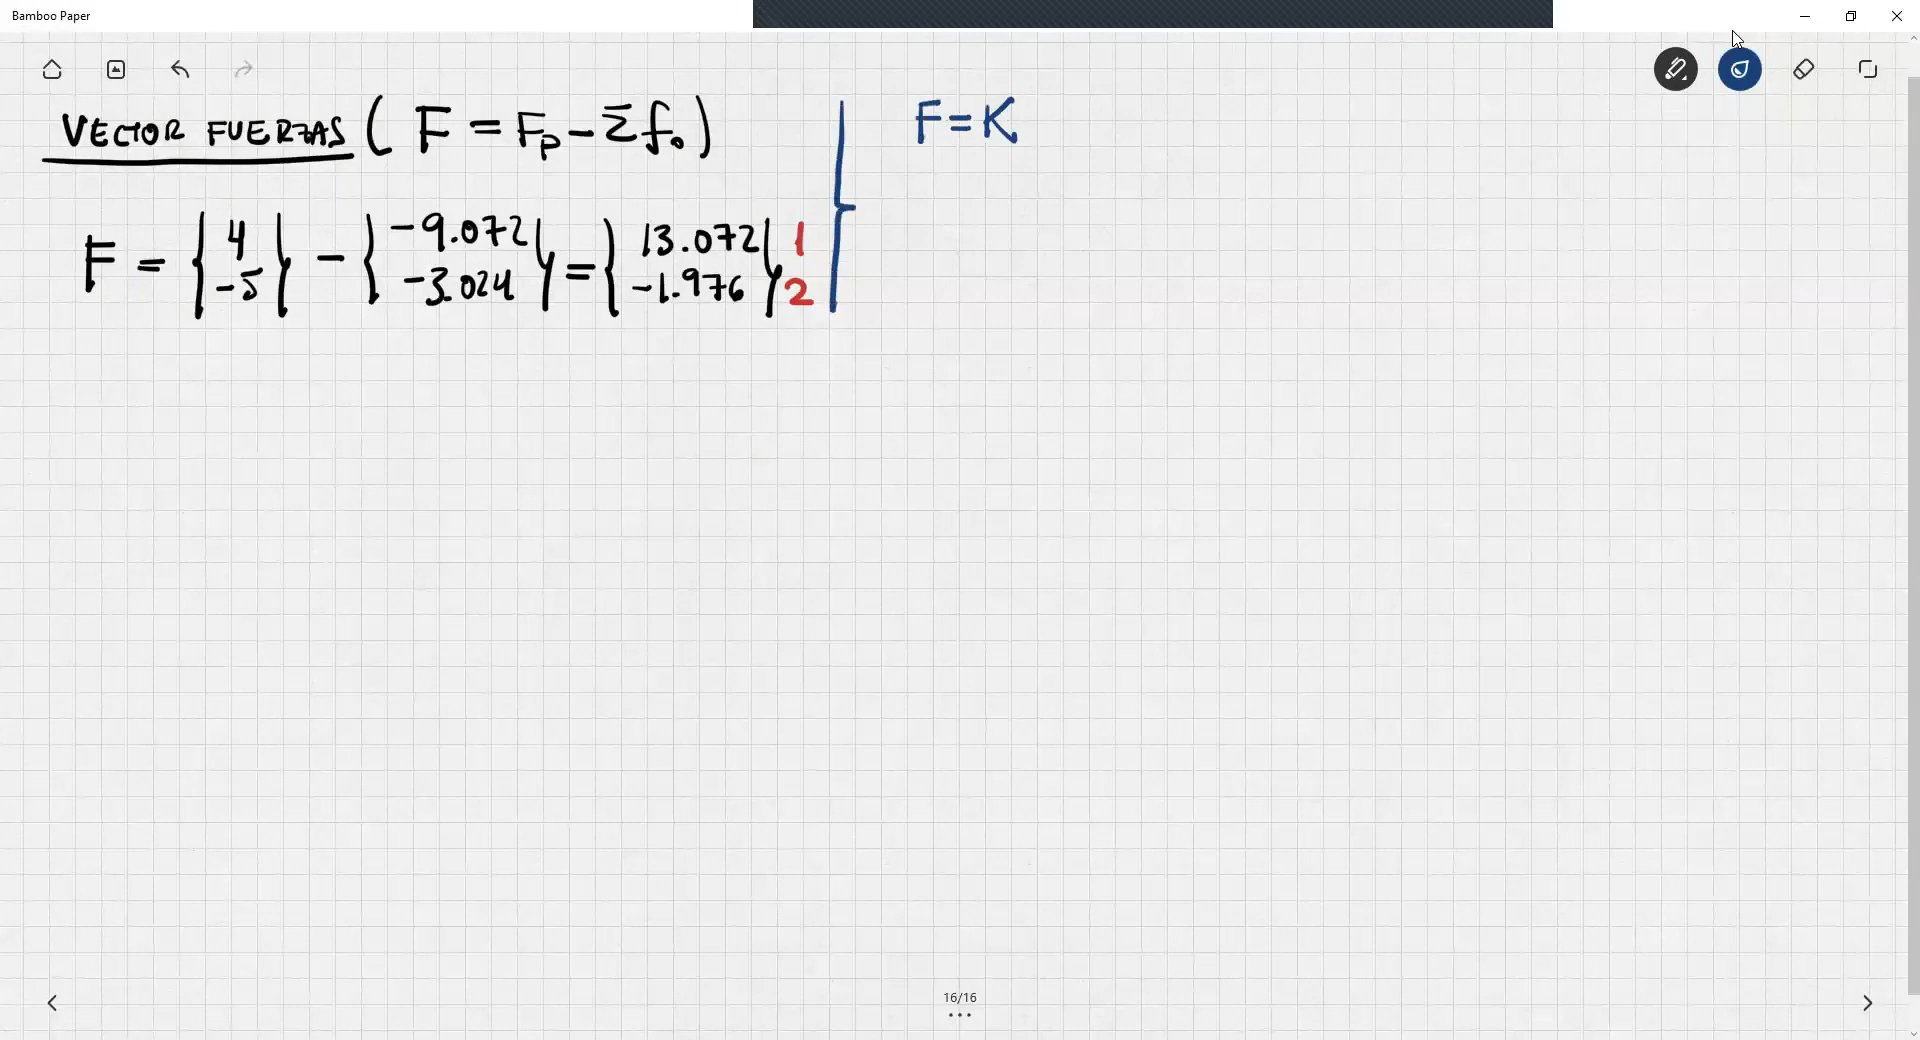 Bamboo Paper
VECTOR FUERZAS ( F = Fp - Σfo )
F = { 4 -5 } - { -9.072 -3.024 } = { 13.072 -1.976 } 1 2
F = K
16/16